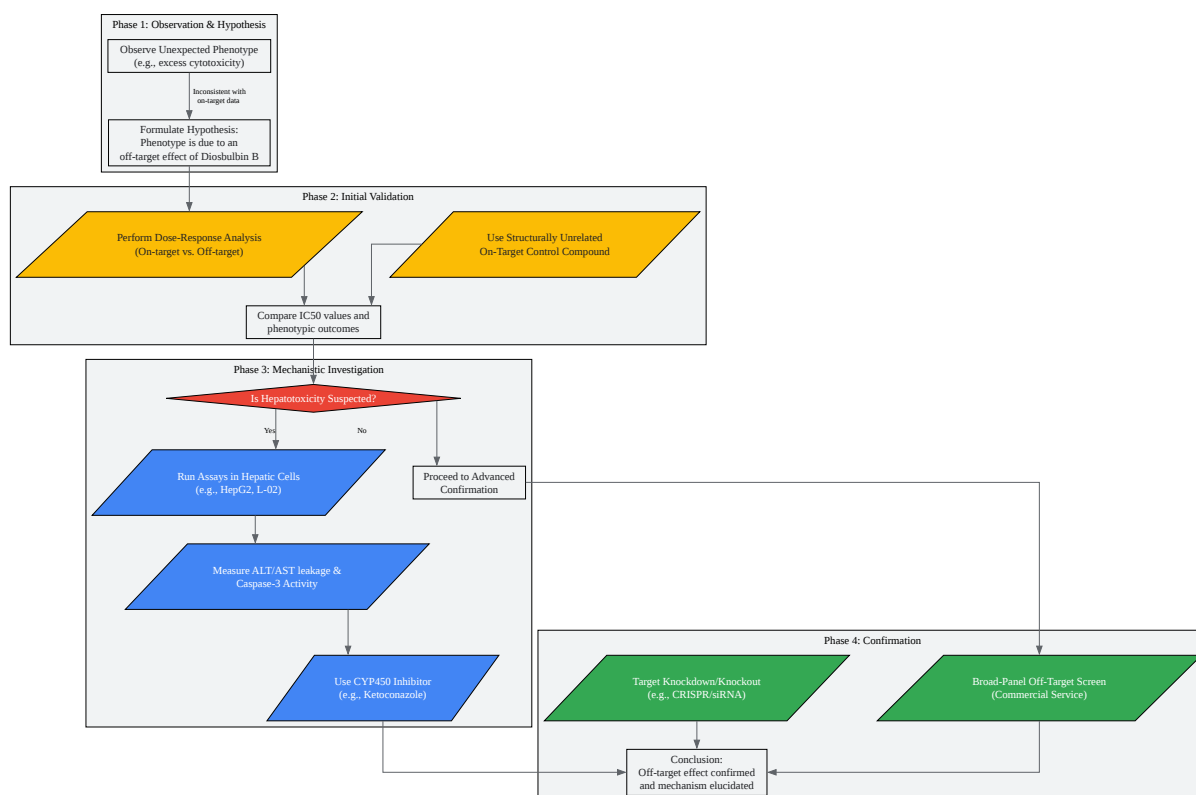 Phase 1: Observation & Hypothesis
Observe Unexpected Phenotype
(e.g., excess cytotoxicity)
Inconsistent with
on-target data
Formulate Hypothesis:
Phenotype is due to an
off-target effect of Diosbulbin B
Phase 2: Initial Validation
Perform Dose-Response Analysis
(On-target vs. Off-target)
Use Structurally Unrelated
On-Target Control Compound
Compare IC50 values and
phenotypic outcomes
Phase 3: Mechanistic Investigation
Is Hepatotoxicity Suspected?
Yes
No
Run Assays in Hepatic Cells
(e.g., HepG2, L-02)
Proceed to Advanced
Confirmation
Measure ALT/AST leakage &
Caspase-3 Activity
Use CYP450 Inhibitor
(e.g., Ketoconazole)
Phase 4: Confirmation
Target Knockdown/Knockout
(e.g., CRISPR/siRNA)
Broad-Panel Off-Target Screen
(Commercial Service)
Conclusion:
Off-target effect confirmed
and mechanism elucidated